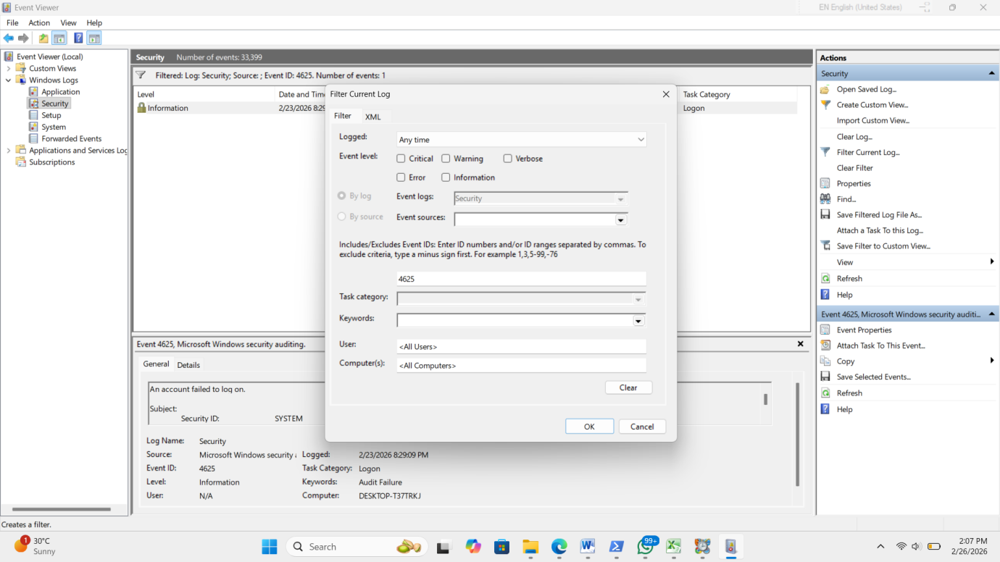 Event Viewer
EN English (United States)
File Action View Help
Event Viewer (Local)
Custom Views
Windows Logs
Application
Security
Setup
System
Forwarded Events
Applications and Services Log
Subscriptions
Security Number of events: 33,399
Filtered: Log: Security; Source: ; Event ID: 4625. Number of events: 1
Level Date and Time Task Category
Information 2/23/2026 8:29 Logon
Filter Current Log
Filter XML
Logged: Any time
Event level: Critical Warning Verbose
Error Information
By log Event logs: Security
By source Event sources:
Includes/Excludes Event IDs: Enter ID numbers and/or ID ranges separated by commas. To
exclude criteria, type a minus sign first. For example 1,3,5-99,-76
4625
Task category:
Keywords:
User: <All Users>
Computer(s): <All Computers>
Clear
OK Cancel
Event 4625, Microsoft Windows security auditing.
General Details
An account failed to log on.
Subject:
Security ID: SYSTEM
Log Name: Security
Source: Microsoft Windows security Logged: 2/23/2026 8:29:09 PM
Event ID: 4625 Task Category: Logon
Level: Information Keywords: Audit Failure
User: N/A Computer: DESKTOP-T37TRKJ
Actions
Security
Open Saved Log...
Create Custom View...
Import Custom View...
Clear Log...
Filter Current Log...
Clear Filter
Properties
Find...
Save Filtered Log File As...
Attach a Task To this Log...
Save Filter to Custom View...
View
Refresh
Help
Event 4625, Microsoft Windows security auditi...
Event Properties
Attach Task To This Event...
Copy
Save Selected Events...
Refresh
Help
Creates a filter.
1
30°C
Sunny
Search
99+
2:07 PM
2/26/2026